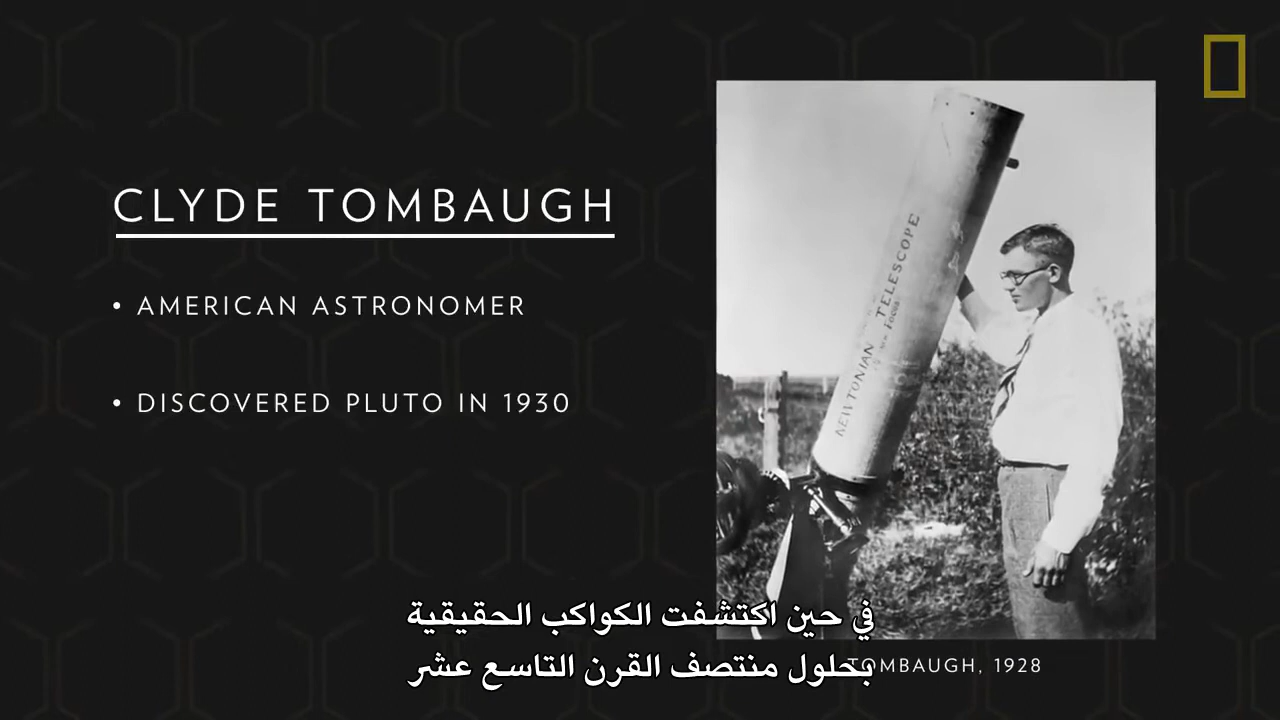 CLYDE TOMBAUGH
• AMERICAN ASTRONOMER
• DISCOVERED PLUTO IN 1930
NEWTONIAN TELESCOPE
TOMBAUGH, 1928
في حين اكتشفت الكواكب الحقيقية
بحلول منتصف القرن التاسع عشر